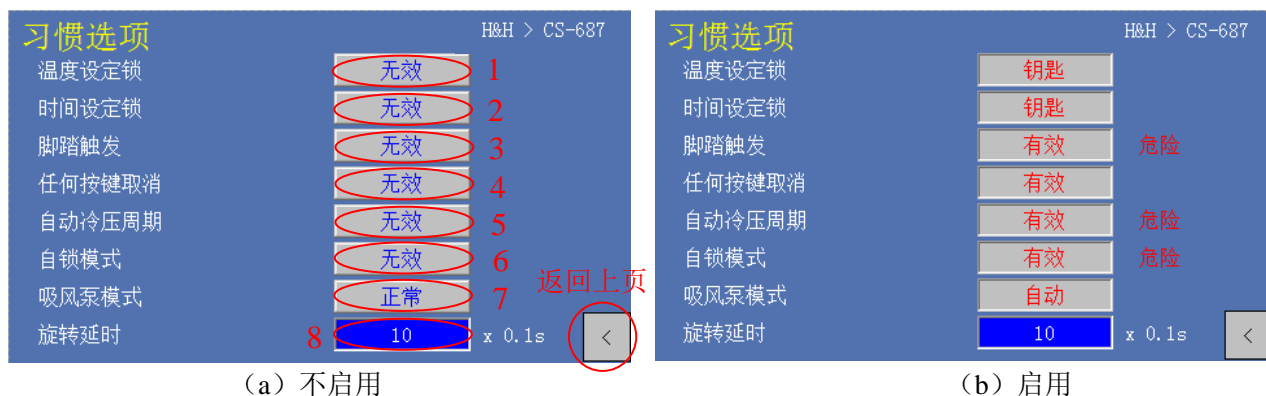 习惯选项 H&H > CS-687
温度设定锁 无效 1
时间设定锁 无效 2
脚踏触发 无效 3
任何按键取消 无效 4
自动冷压周期 无效 5
自锁模式 无效 6
吸风泵模式 正常 7 返回上页
旋转延时 8 10 x 0.1s <
(a)不启用
习惯选项 H&H > CS-687
温度设定锁 钥匙
时间设定锁 钥匙
脚踏触发 有效 危险
任何按键取消 有效
自动冷压周期 有效 危险
自锁模式 有效 危险
吸风泵模式 自动
旋转延时 10 x 0.1s <
(b)启用